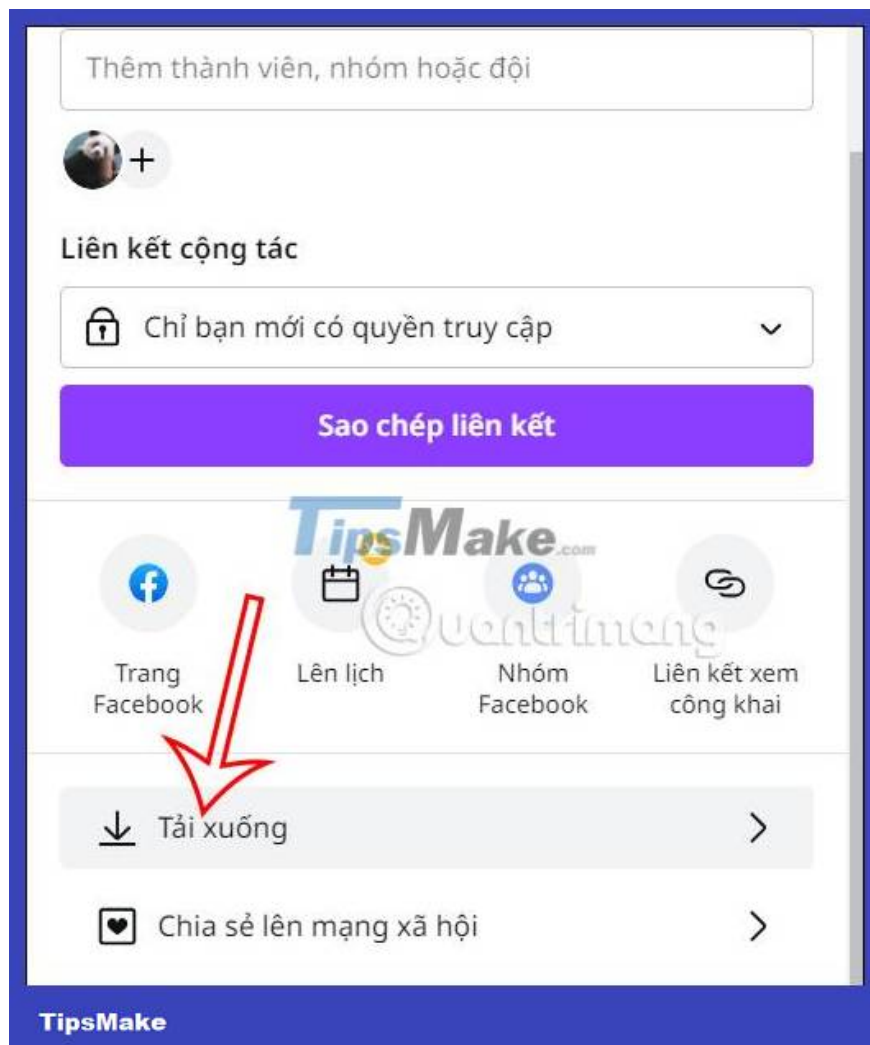 Thêm thành viên, nhóm hoặc đội
Liên kết cộng tác
Chỉ bạn mới có quyền truy cập
Sao chép liên kết
TipsMake.com
Quantrimang
Trang
Facebook
Lên lịch
Nhóm
Facebook
Liên kết xem
công khai
Tải xuống
Chia sẻ lên mạng xã hội
TipsMake